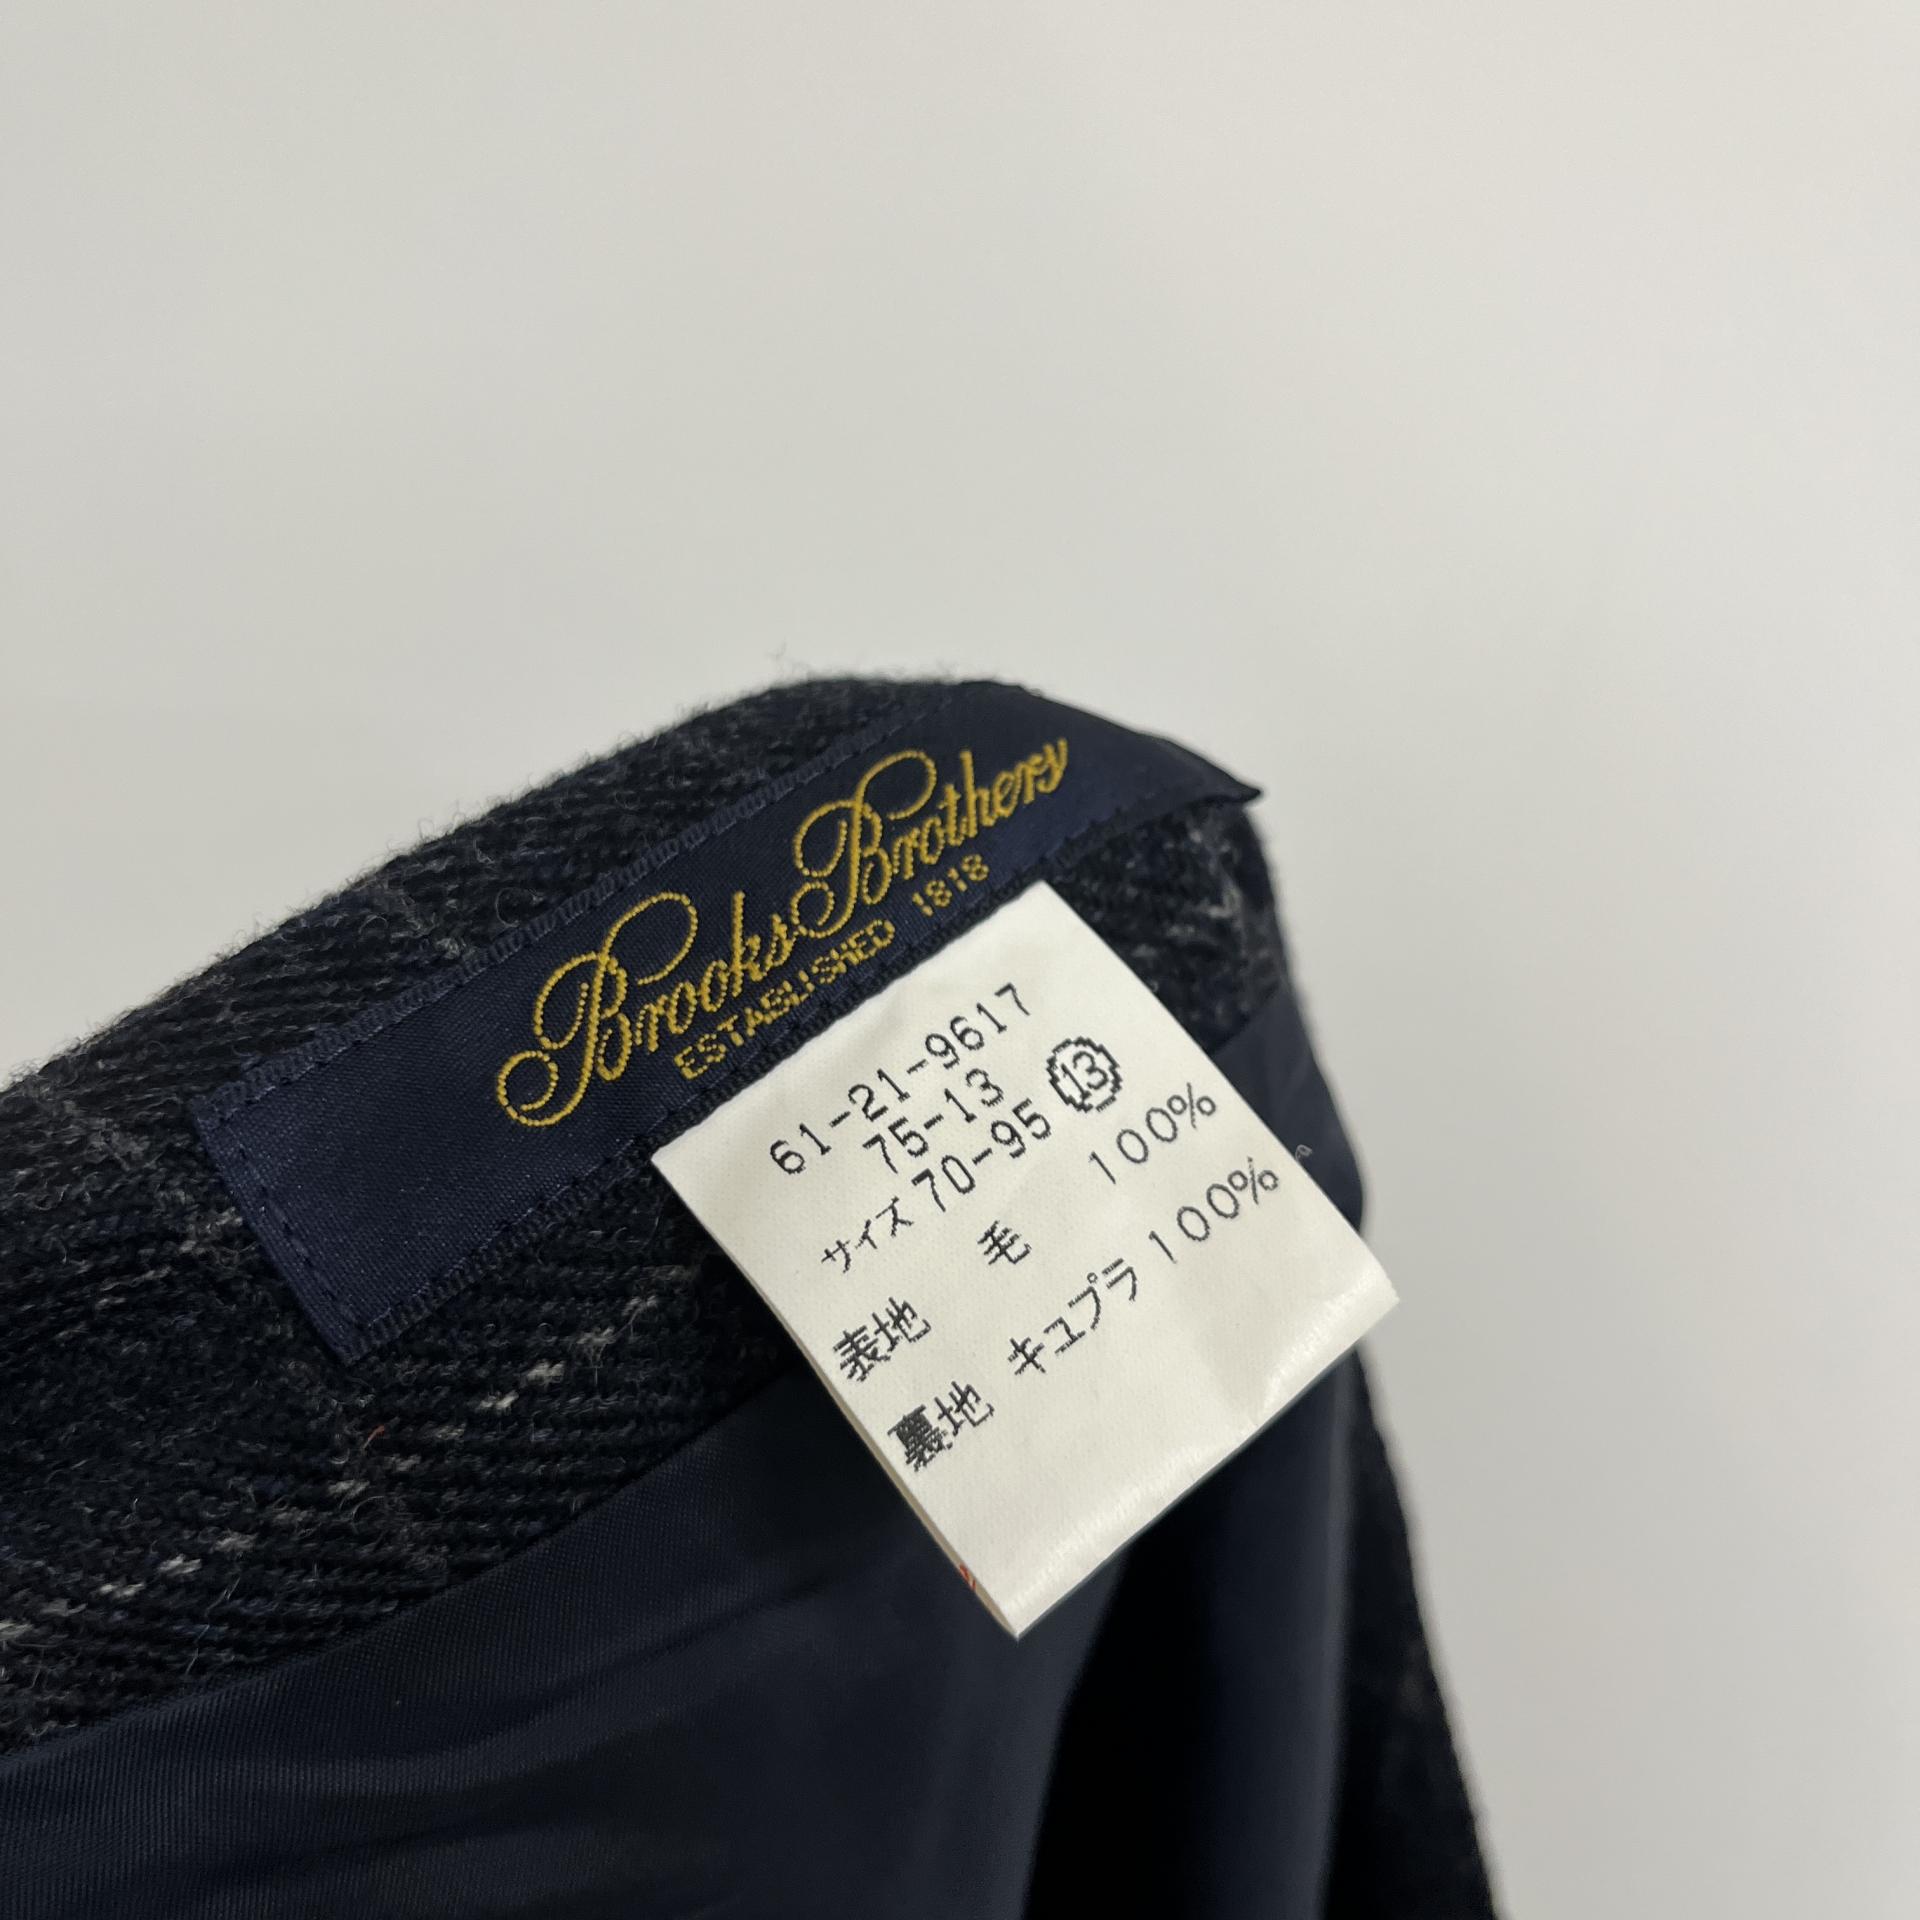 Brooks Brothers
ESTABLISHED 1818
61-21-9617
75-13
サイズ 70-95 ⑬
表地 毛 100%
裏地 キュプラ 100%